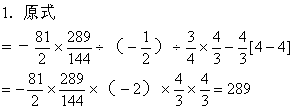 1. 原式
= -81/2 × 289/144 ÷ （-1/2） ÷ 3/4 × 4/3 - 4/3[4-4]
= -81/2 × 289/144 × （-2） × 4/3 × 4/3 = 289